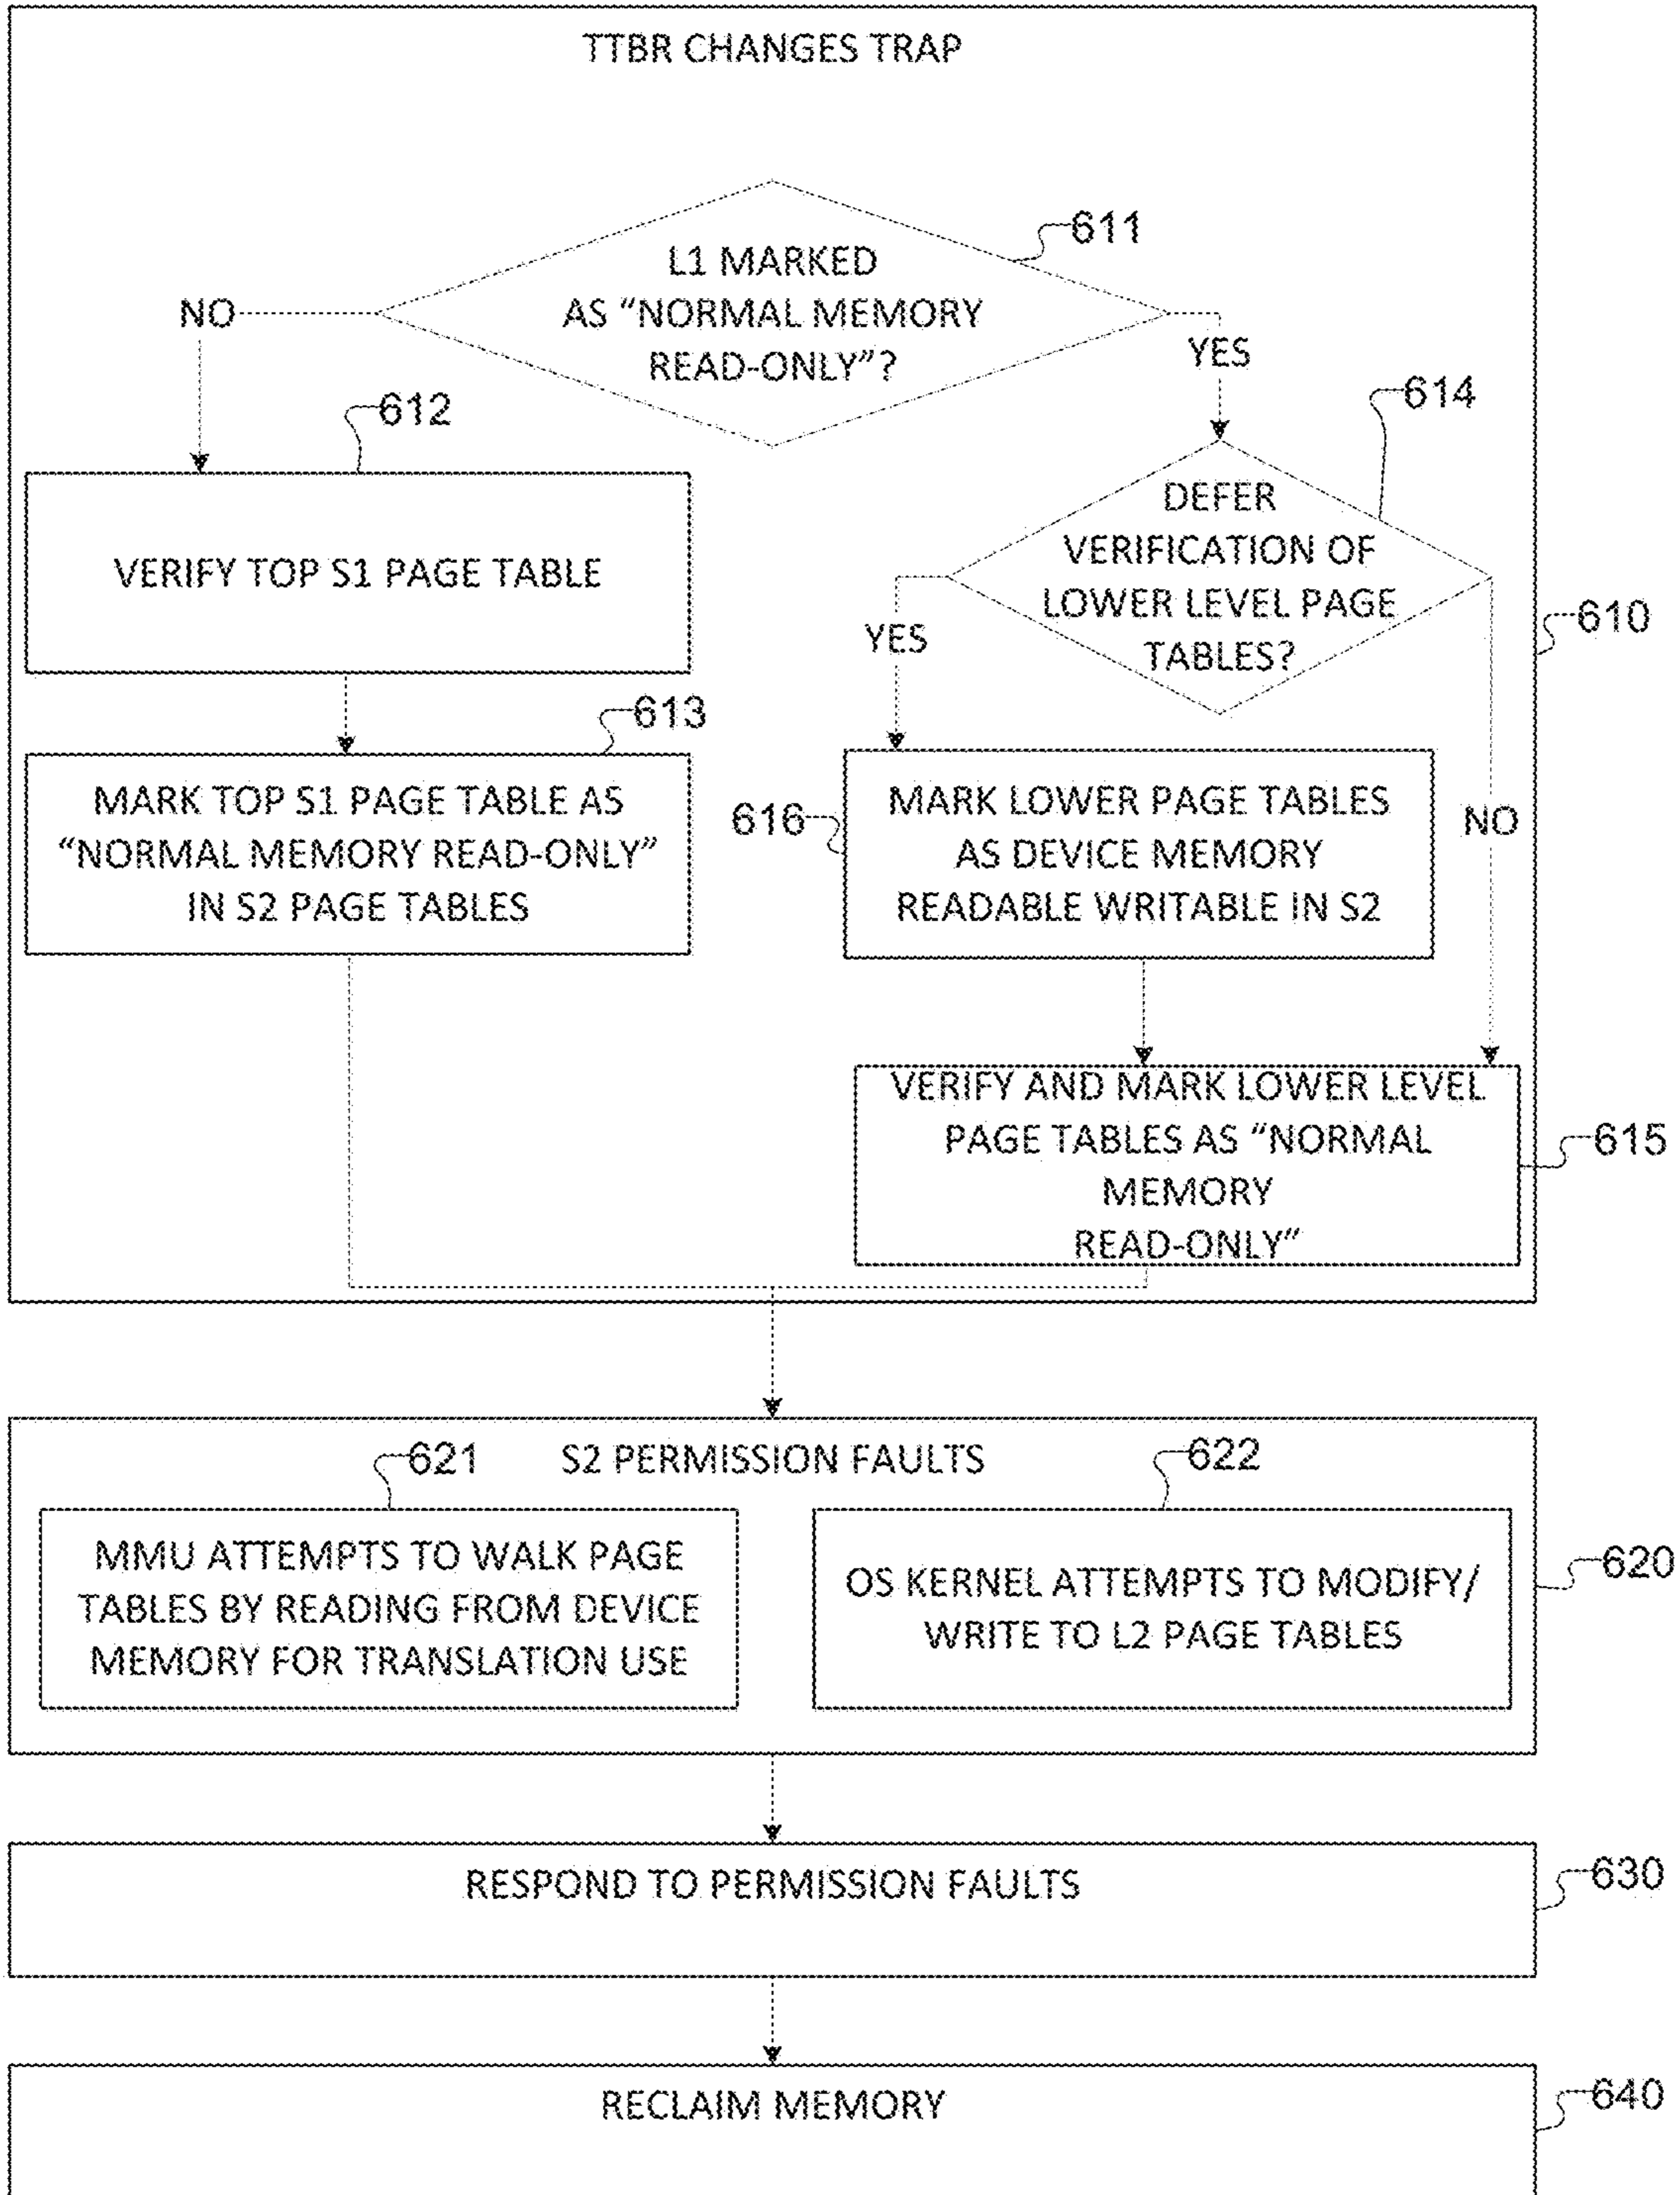 TTBR CHANGES TRAP
611
L1 MARKED
AS “NORMAL MEMORY
READ-ONLY”?
NO
YES
612
614
VERIFY TOP S1 PAGE TABLE
DEFER
VERIFICATION OF
LOWER LEVEL PAGE
TABLES?
YES
610
613
MARK TOP S1 PAGE TABLE AS
“NORMAL MEMORY READ-ONLY”
IN S2 PAGE TABLES
616
MARK LOWER PAGE TABLES
AS DEVICE MEMORY
READABLE WRITABLE IN S2
NO
VERIFY AND MARK LOWER LEVEL
PAGE TABLES AS “NORMAL
MEMORY
READ-ONLY”
615
621
S2 PERMISSION FAULTS
622
MMU ATTEMPTS TO WALK PAGE
TABLES BY READING FROM DEVICE
MEMORY FOR TRANSLATION USE
OS KERNEL ATTEMPTS TO MODIFY/
WRITE TO L2 PAGE TABLES
620
RESPOND TO PERMISSION FAULTS
630
RECLAIM MEMORY
640